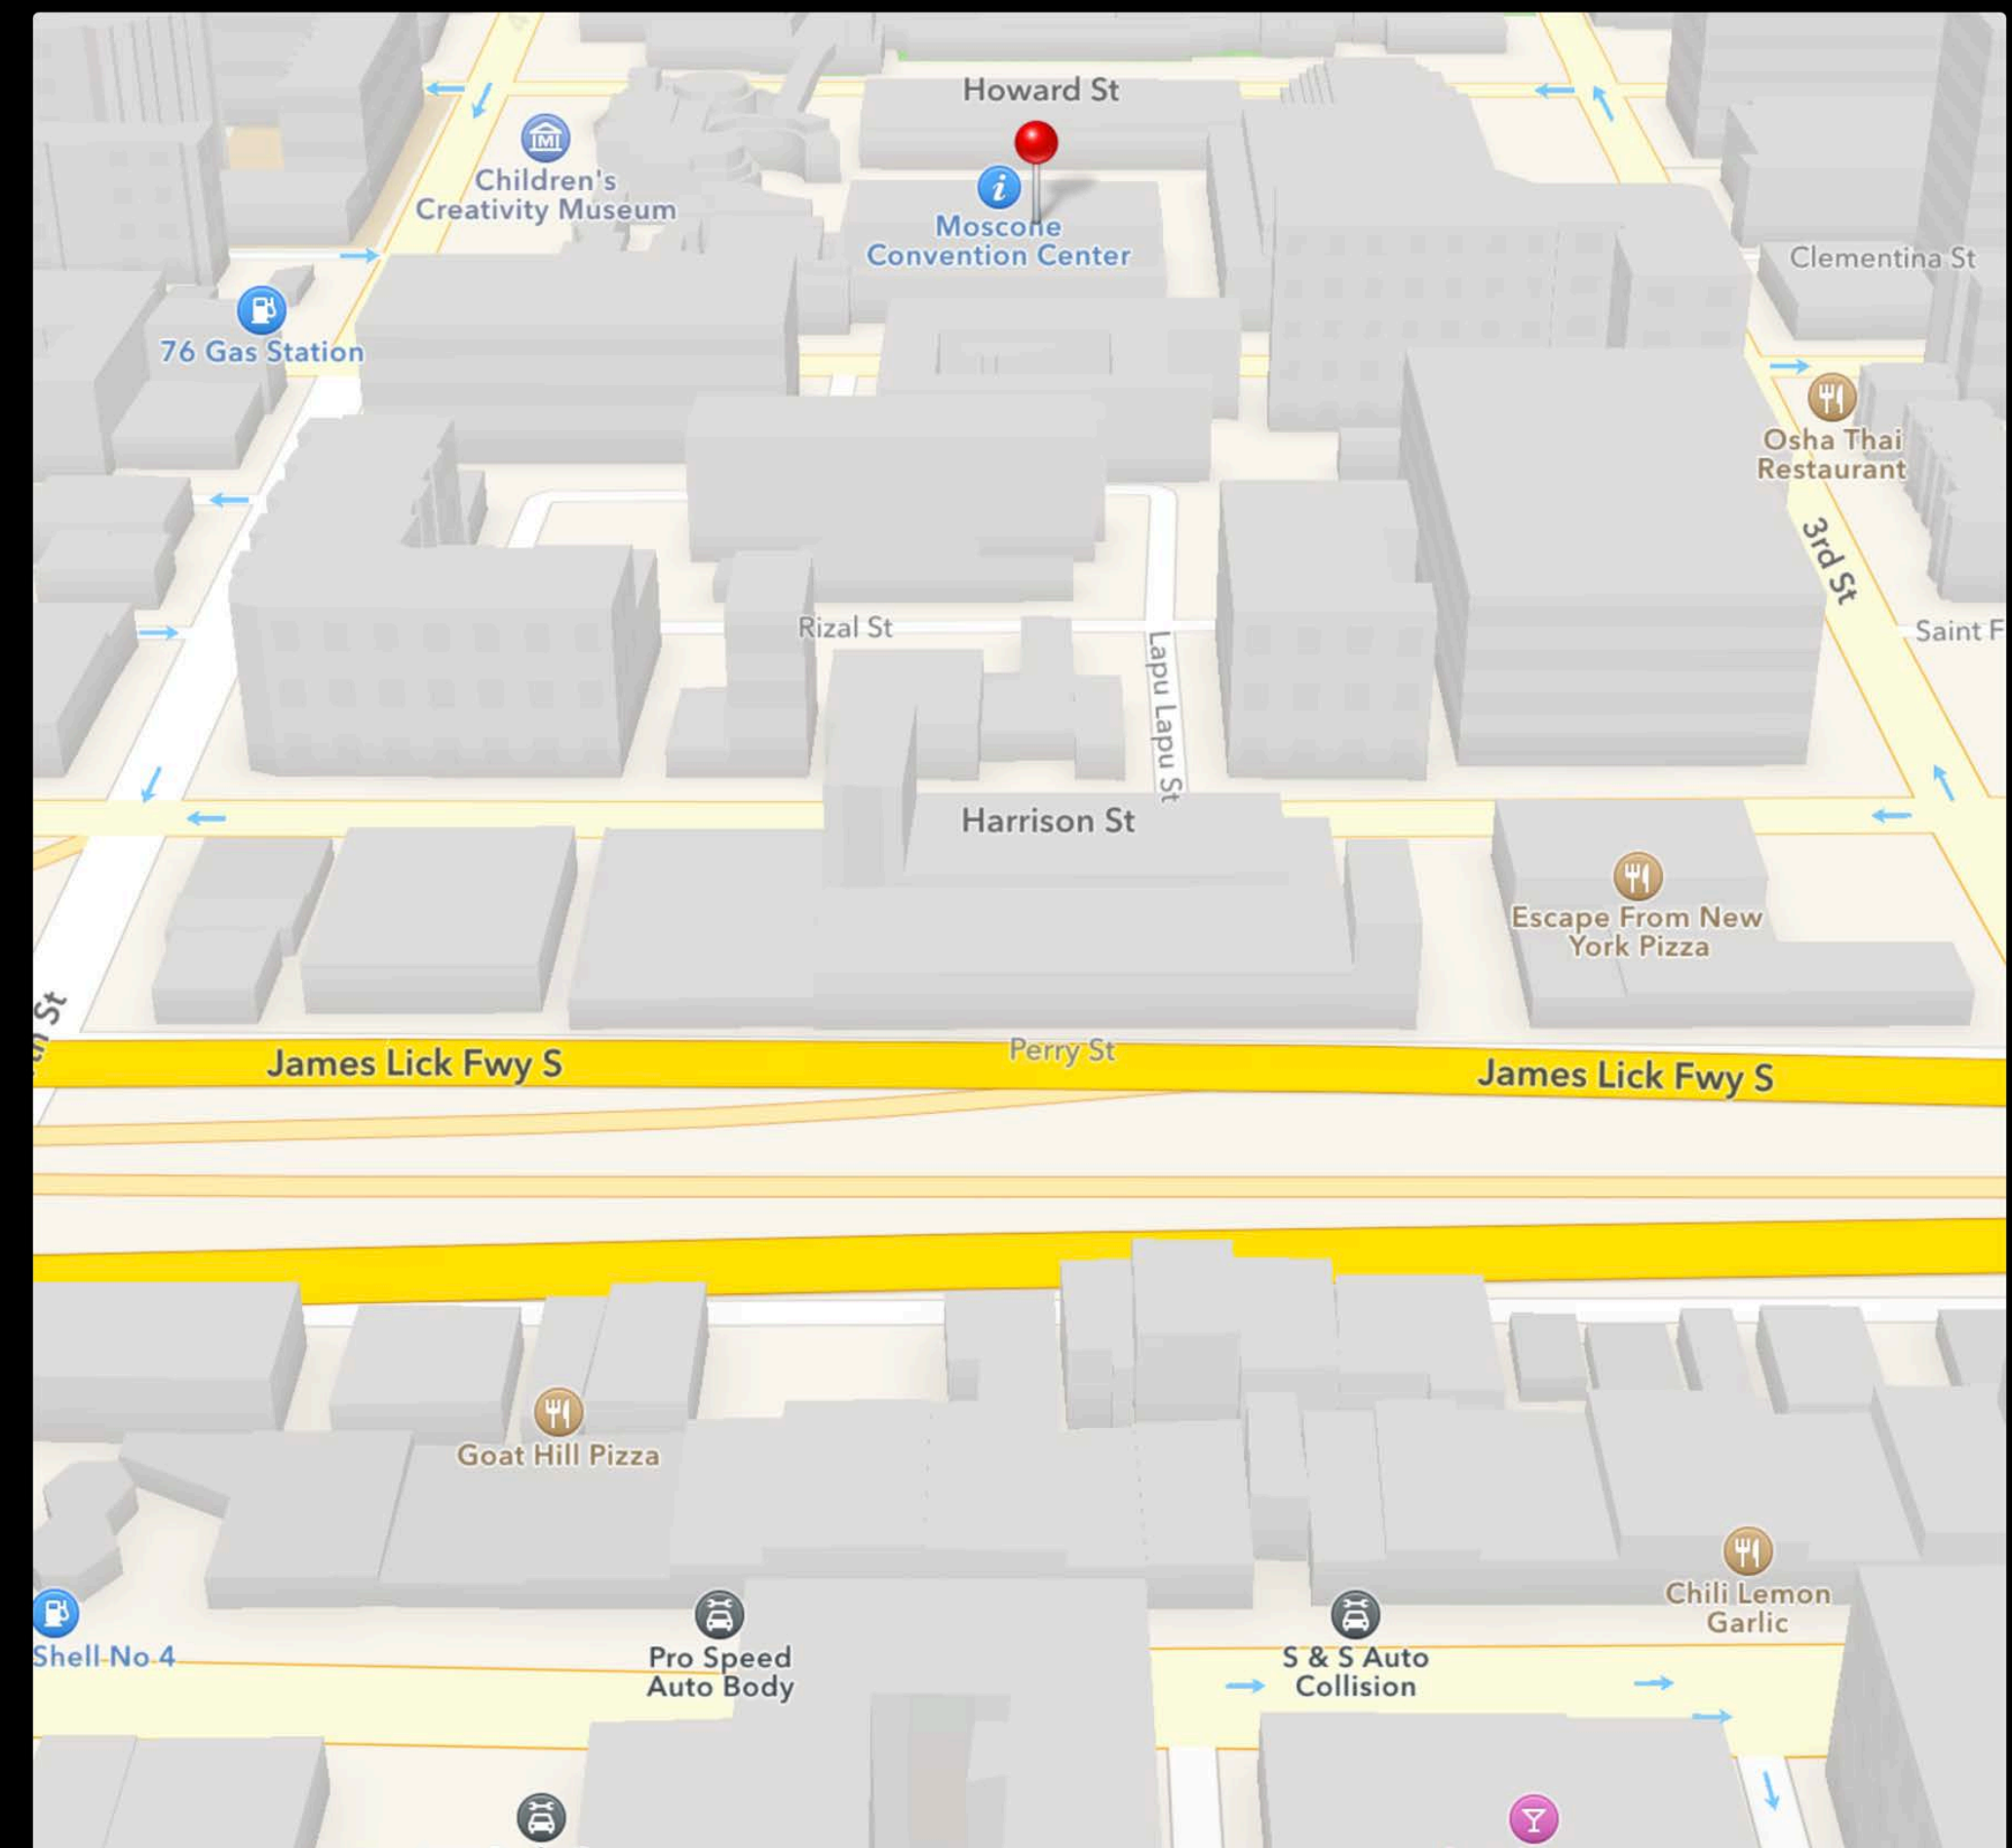 Howard St
Children's
Creativity Museum
Moscone
Convention Center
Clementina St
76 Gas Station
Osha Thai
Restaurant
3rd St
Rizal St
Saint F
Lapu Lapu St
Harrison St
Escape From New
York Pizza
St
Perry St
James Lick Fwy S
James Lick Fwy S
Goat Hill Pizza
Chili Lemon
Garlic
Shell No 4
Pro Speed
Auto Body
S & S Auto
Collision